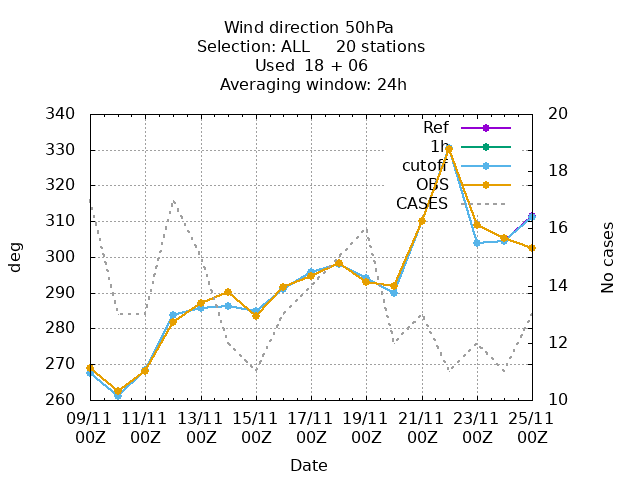 Wind direction 50hPa
Selection: ALL     20 stations
Used  18 + 06
Averaging window: 24h
340
330
320
310
300
290
280
270
260
deg
20
18
16
14
12
10
No cases
Ref
1h
cutoff
OBS
CASES
09/11 11/11 13/11 15/11 17/11 19/11 21/11 23/11 25/11
00Z 00Z 00Z 00Z 00Z 00Z 00Z 00Z 00Z
Date